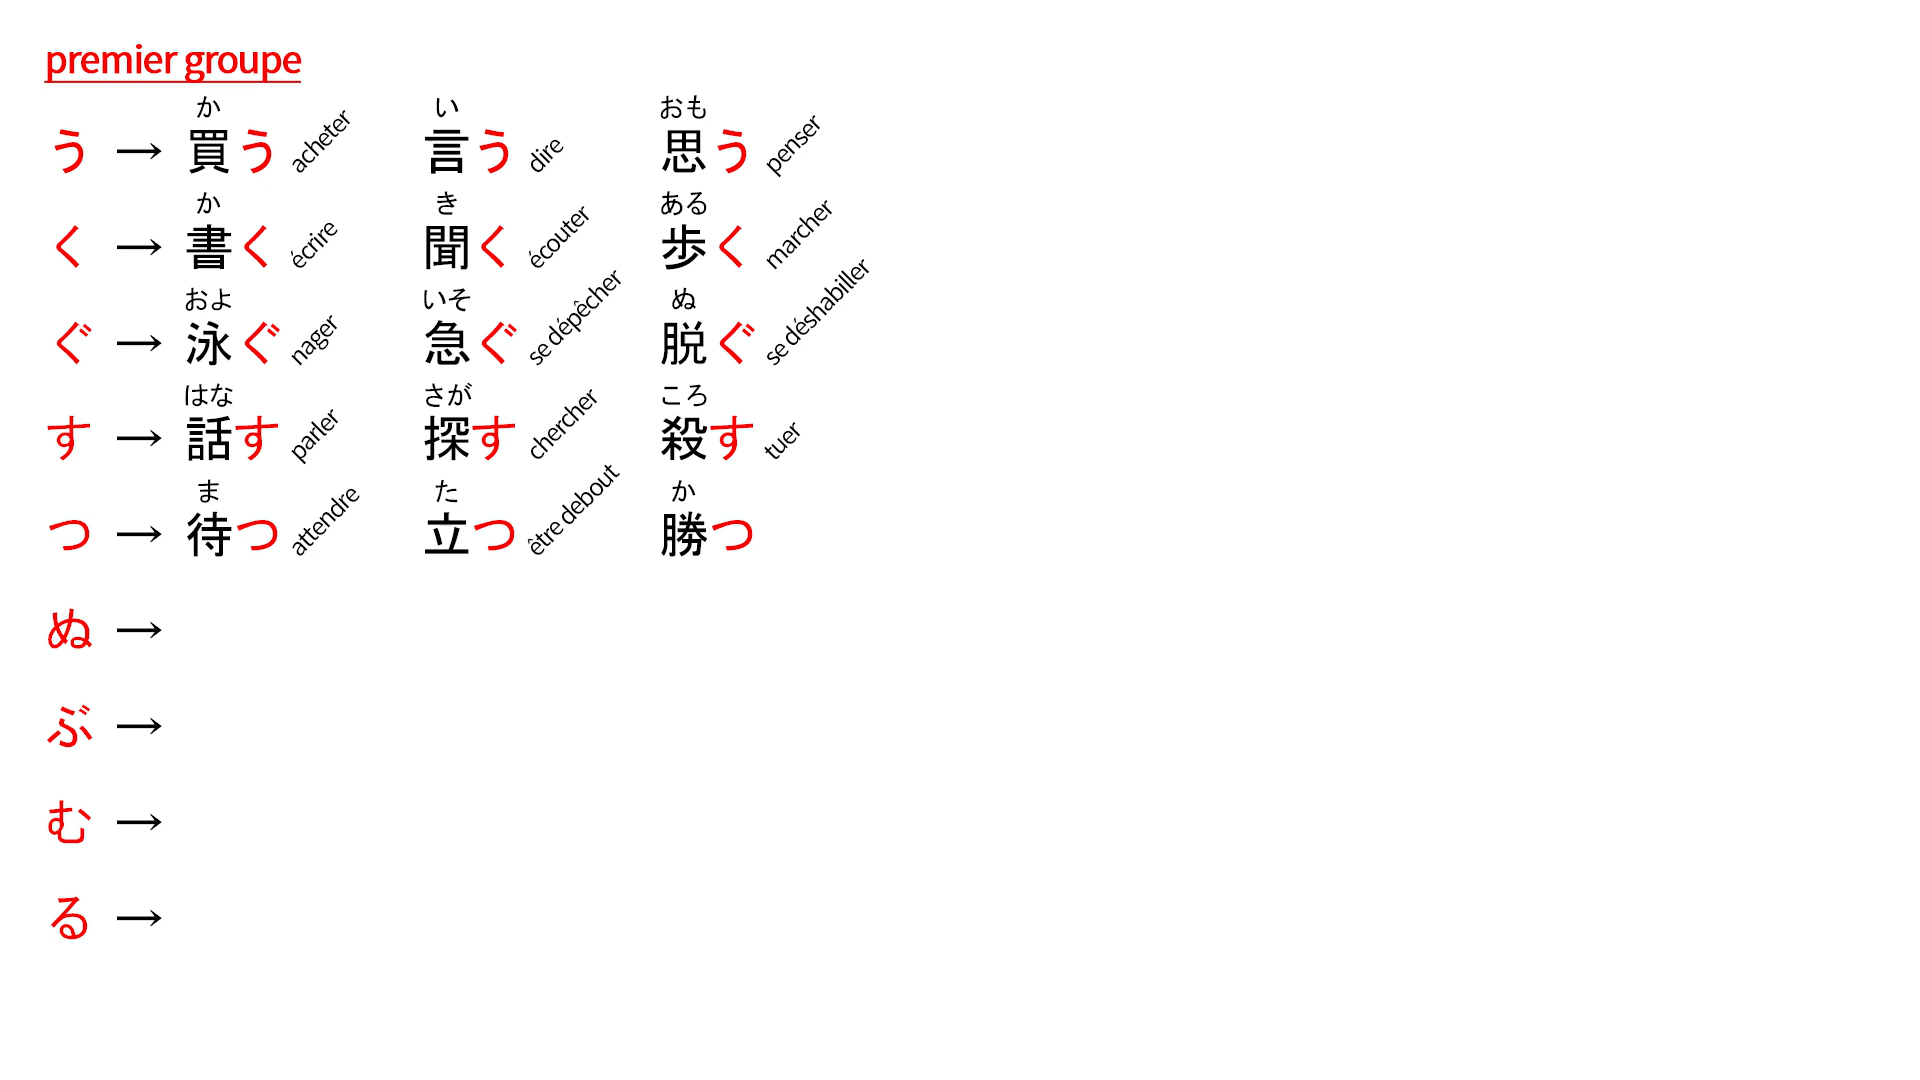 premier groupe
か い おも
う → 買う acheter 言う dire 思う penser
か き ある
く → 書く écrire 聞く écouter 歩く marcher
およ いそ ぬ
ぐ → 泳ぐ nager 急ぐ se dépêcher 脱ぐ se déshabiller
はな さが ころ
す → 話す parler 探す chercher 殺す tuer
ま た か
つ → 待つ attendre 立つ être debout 勝つ
ぬ →
ぶ →
む →
る →